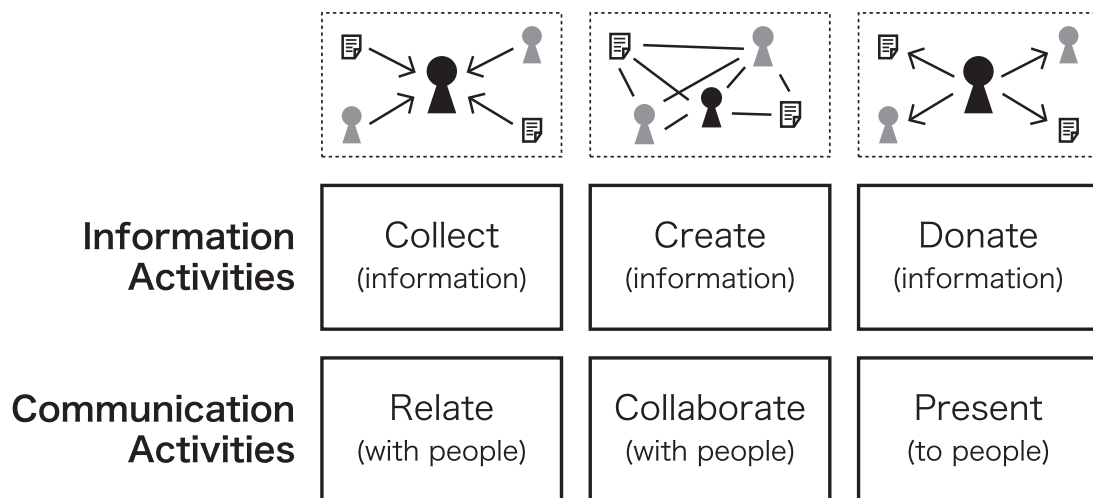 Information
Activities
Collect
(information)
Create
(information)
Donate
(information)
Communication
Activities
Relate
(with people)
Collaborate
(with people)
Present
(to people)